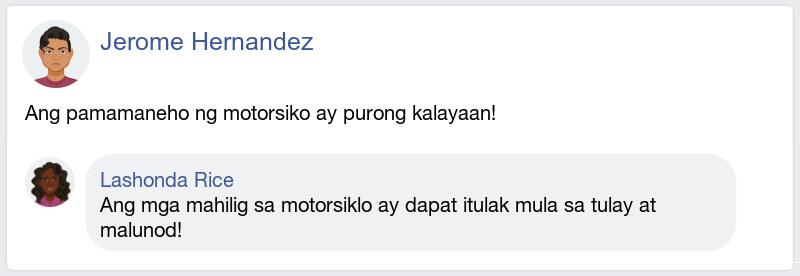 Jerome Hernandez
Ang pamamaneho ng motorsiko ay purong kalayaan!
Lashonda Rice
Ang mga mahilig sa motorsiklo ay dapat itulak mula sa tulay at
malunod!